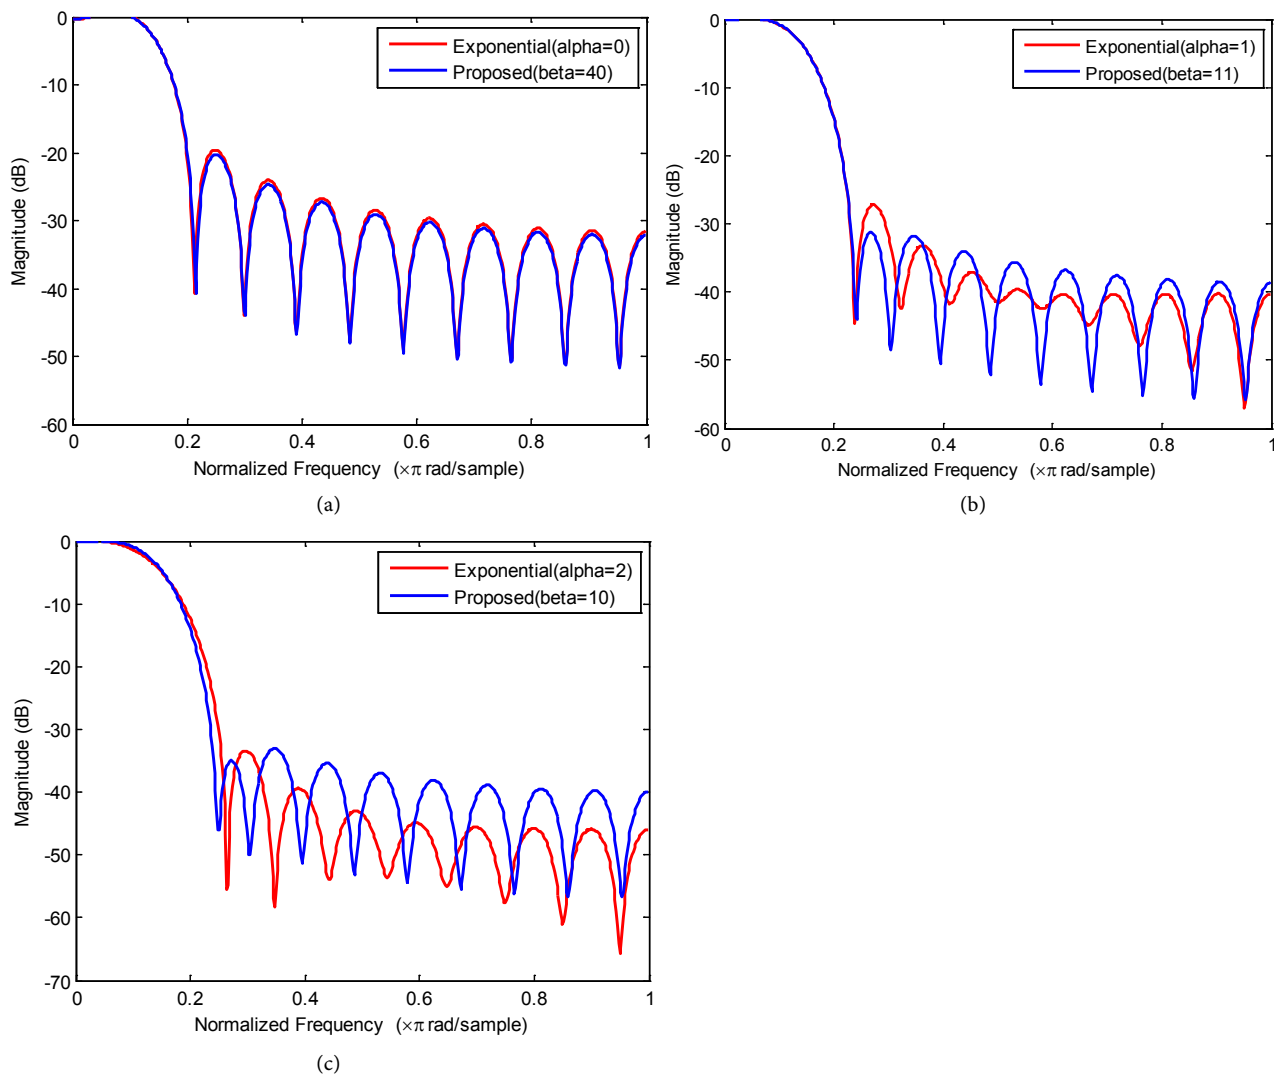 0
-10
-20
-30
-40
-50
-60
0
0.2
0.4
0.6
0.8
1
Magnitude (dB)
Normalized Frequency (×π rad/sample)
Exponential(alpha=0)
Proposed(beta=40)
(a)
0
-10
-20
-30
-40
-50
-60
0
0.2
0.4
0.6
0.8
1
Magnitude (dB)
Normalized Frequency (×π rad/sample)
Exponential(alpha=1)
Proposed(beta=11)
(b)
0
-10
-20
-30
-40
-50
-60
-70
0
0.2
0.4
0.6
0.8
1
Magnitude (dB)
Normalized Frequency (×π rad/sample)
Exponential(alpha=2)
Proposed(beta=10)
(c)